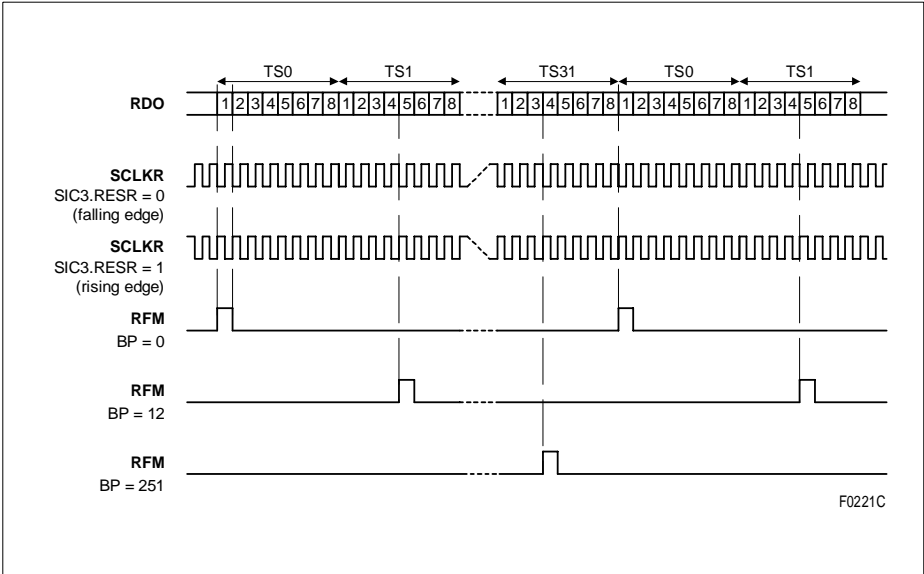 TS0 TS1 TS31 TS0 TS1
RDO 1 2 3 4 5 6 7 8 1 2 3 4 5 6 7 8 1 2 3 4 5 6 7 8 1 2 3 4 5 6 7 8 1 2 3 4 5 6 7 8
SCLKR
SIC3.RESR = 0
(falling edge)
SCLKR
SIC3.RESR = 1
(rising edge)
RFM
BP = 0
RFM
BP = 12
RFM
BP = 251
F0221C